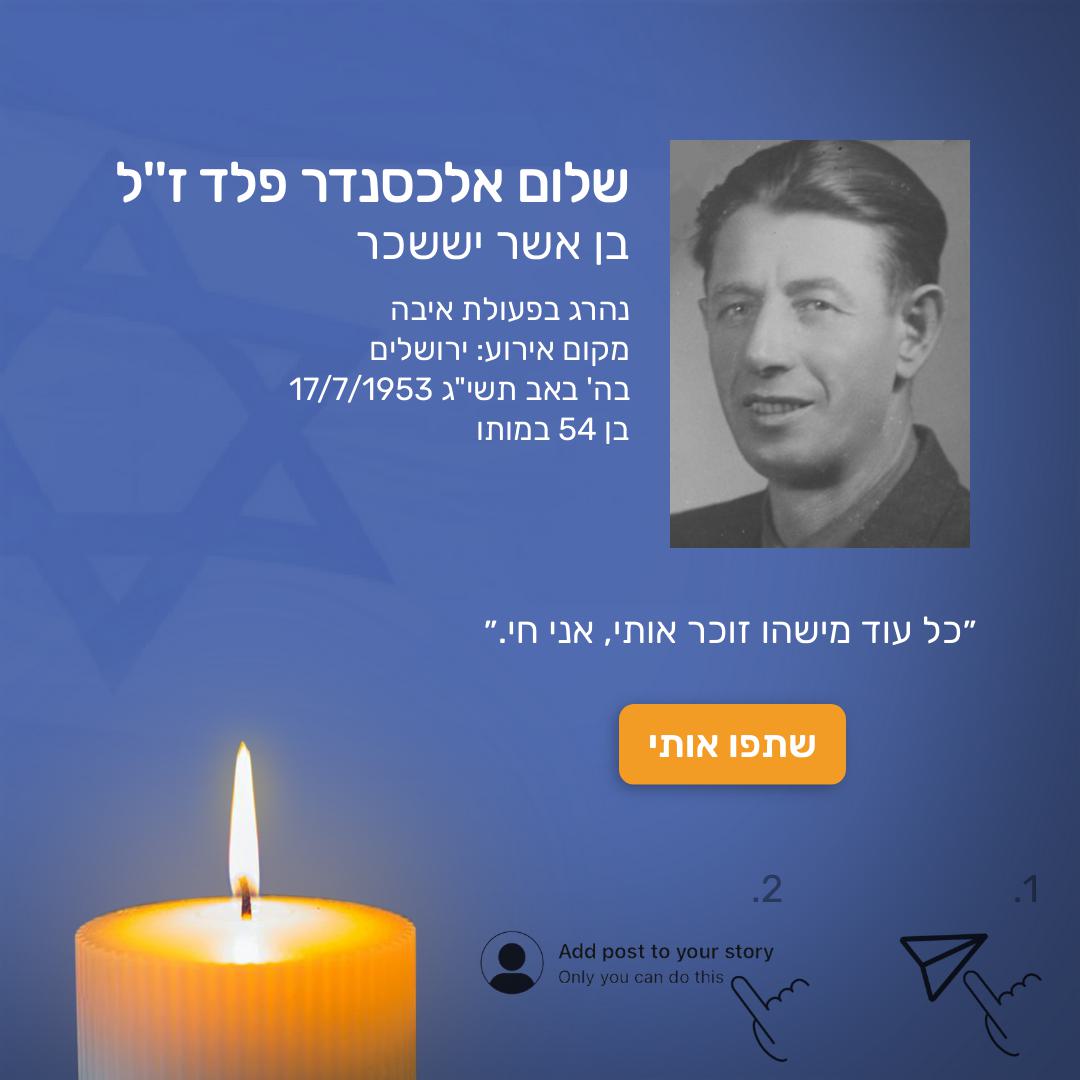 שלום אלכסנדר פלד ז"ל
בן אשר יששכר
נהרג בפעולת איבה
מקום אירוע: ירושלים
בה' באב תשי"ג 17/7/1953
בן 54 במותו
״כל עוד מישהו זוכר אותי, אני חי.״
שתפו אותי
.1
.2
Add post to your story
Only you can do this